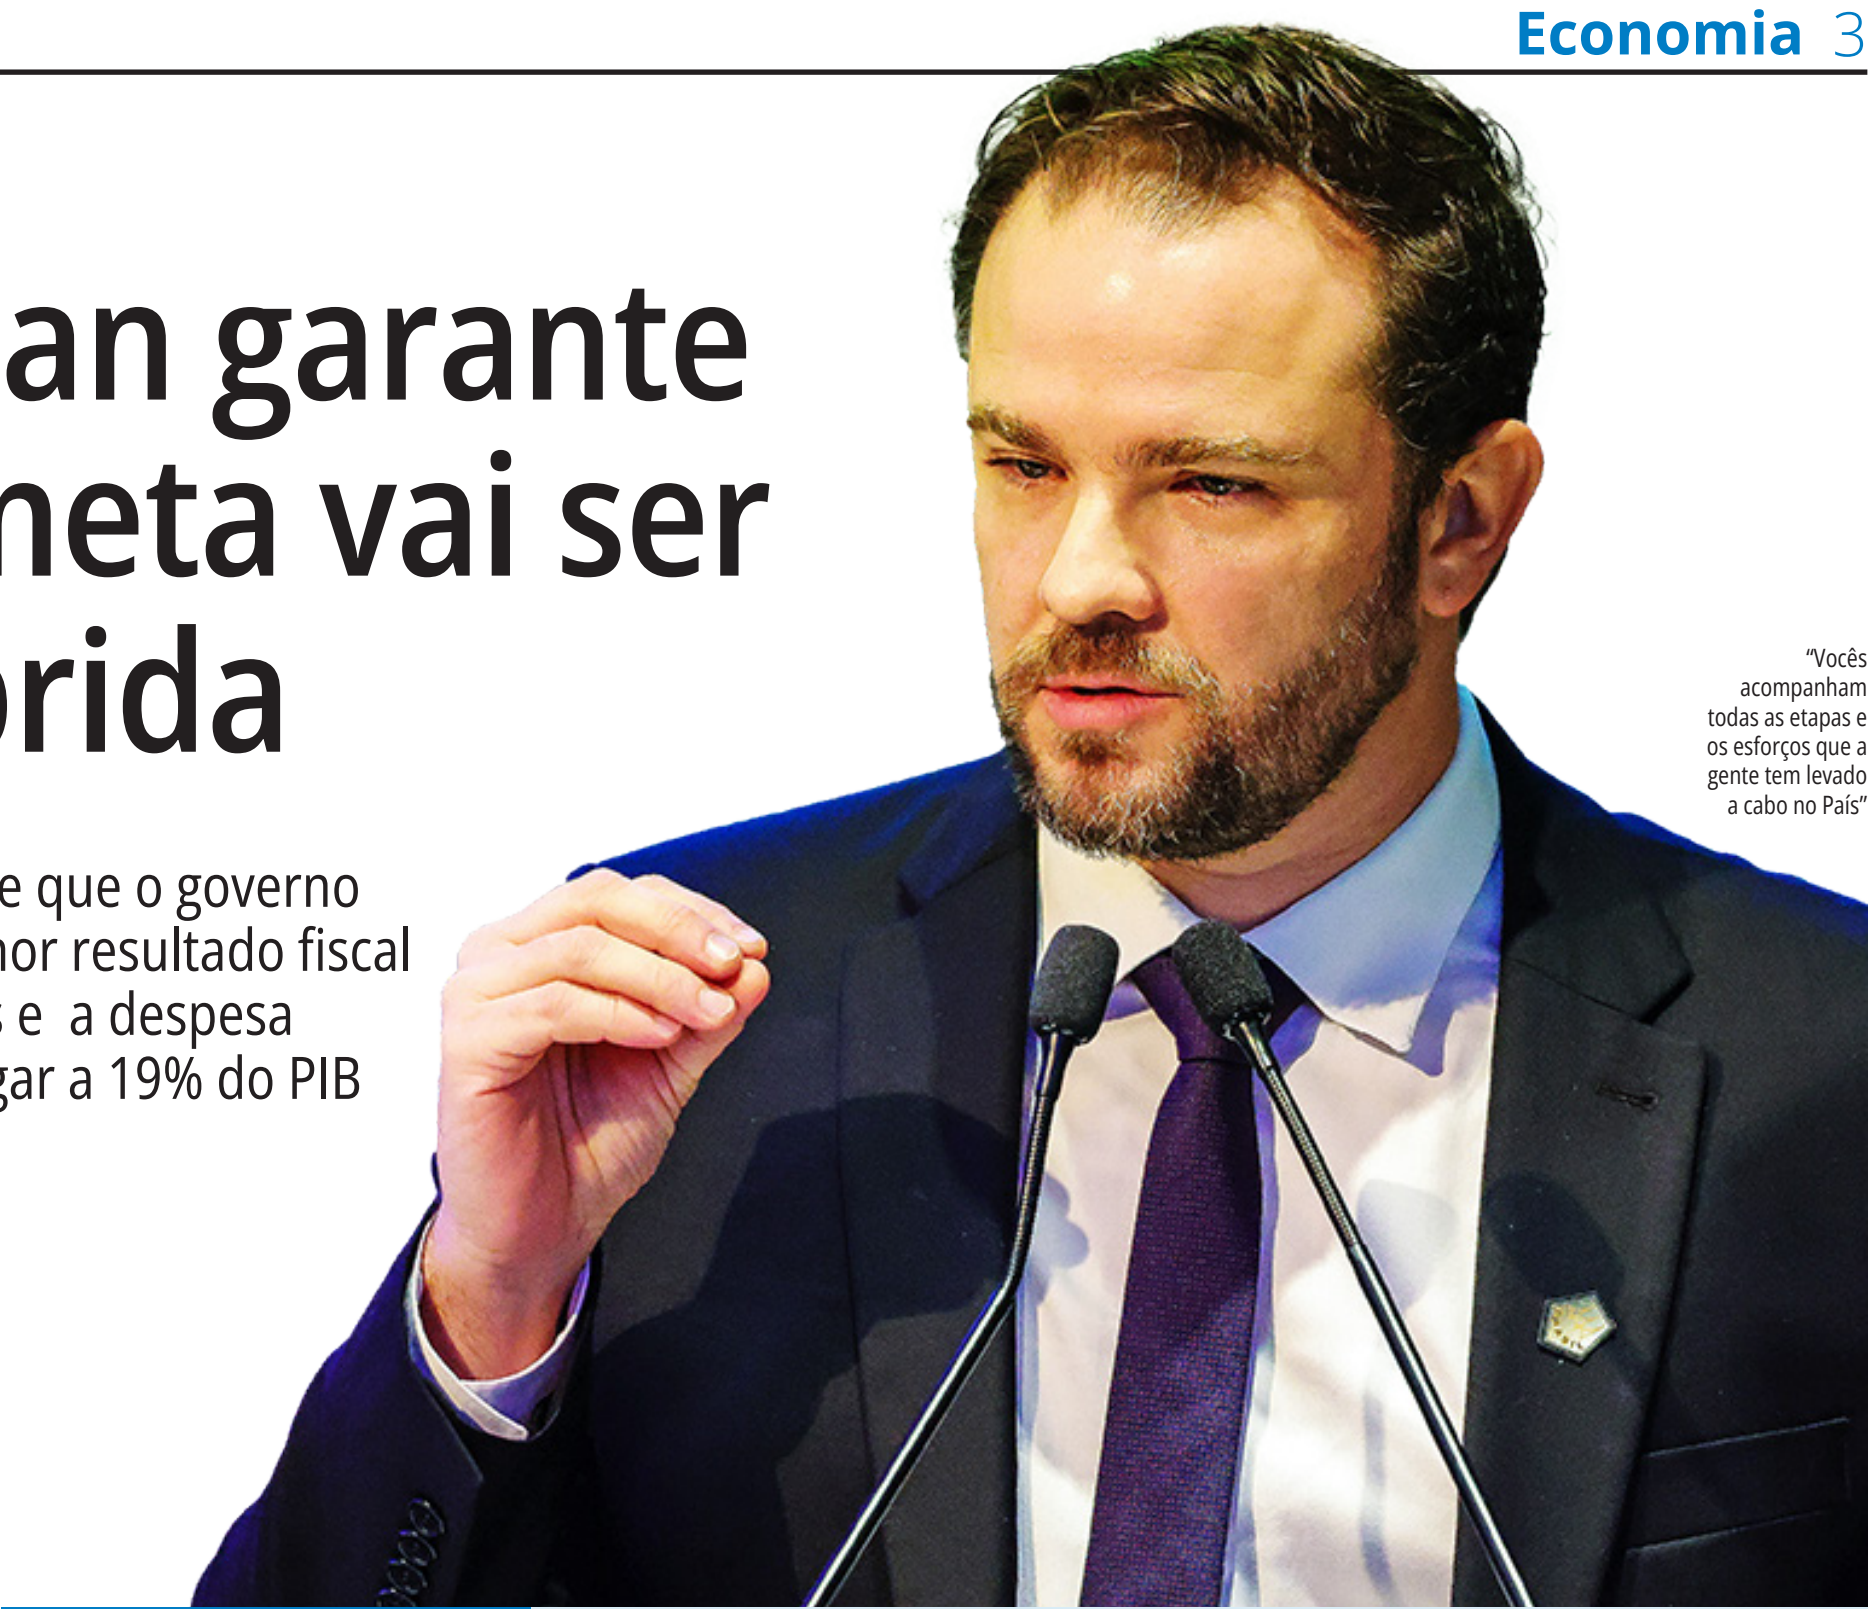 Economia 3
an garante
neta vai ser
rida
e que o governo
nor resultado fiscal
s e a despesa
gar a 19% do PIB
“Vocês
acompanham
todas as etapas e
os esforços que a
gente tem levado
a cabo no País”